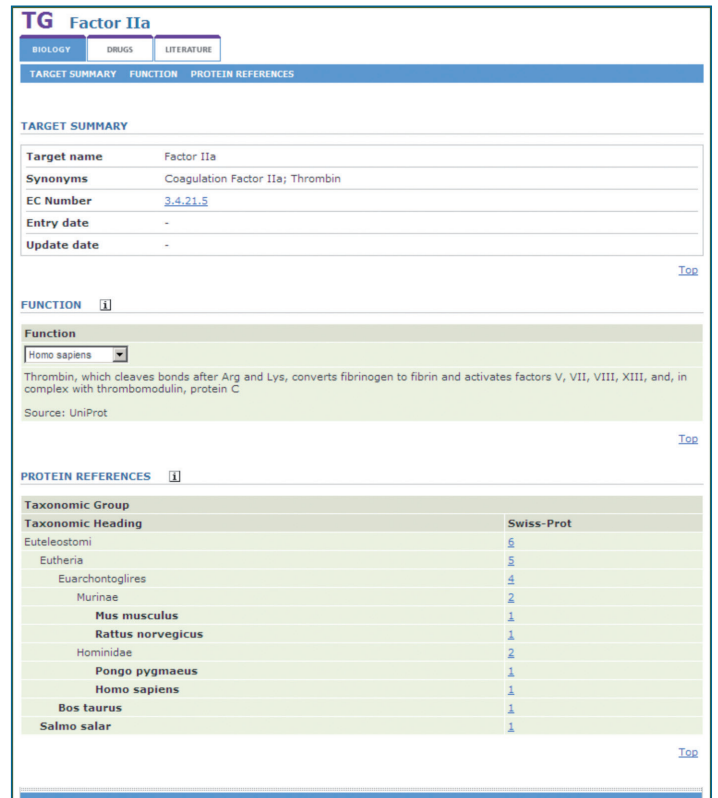 TG Factor IIa
BIOLOGY DRUGS LITERATURE
TARGET SUMMARY FUNCTION PROTEIN REFERENCES
TARGET SUMMARY
Target name Factor IIa
Synonyms Coagulation Factor IIa; Thrombin
EC Number 3.4.21.5
Entry date -
Update date -
Top
FUNCTION i
Function
Homo sapiens
Thrombin, which cleaves bonds after Arg and Lys, converts fibrinogen to fibrin and activates factors V, VII, VIII, XIII, and, in
complex with thrombomodulin, protein C
Source: UniProt
Top
PROTEIN REFERENCES i
Taxonomic Group
Taxonomic Heading Swiss-Prot
Euteleostomi 6
Eutheria 5
Euarchontoglires 4
Murinae 2
Mus musculus 1
Rattus norvegicus 1
Hominidae 2
Pongo pygmaeus 1
Homo sapiens 1
Bos taurus 1
Salmo salar 1
Top